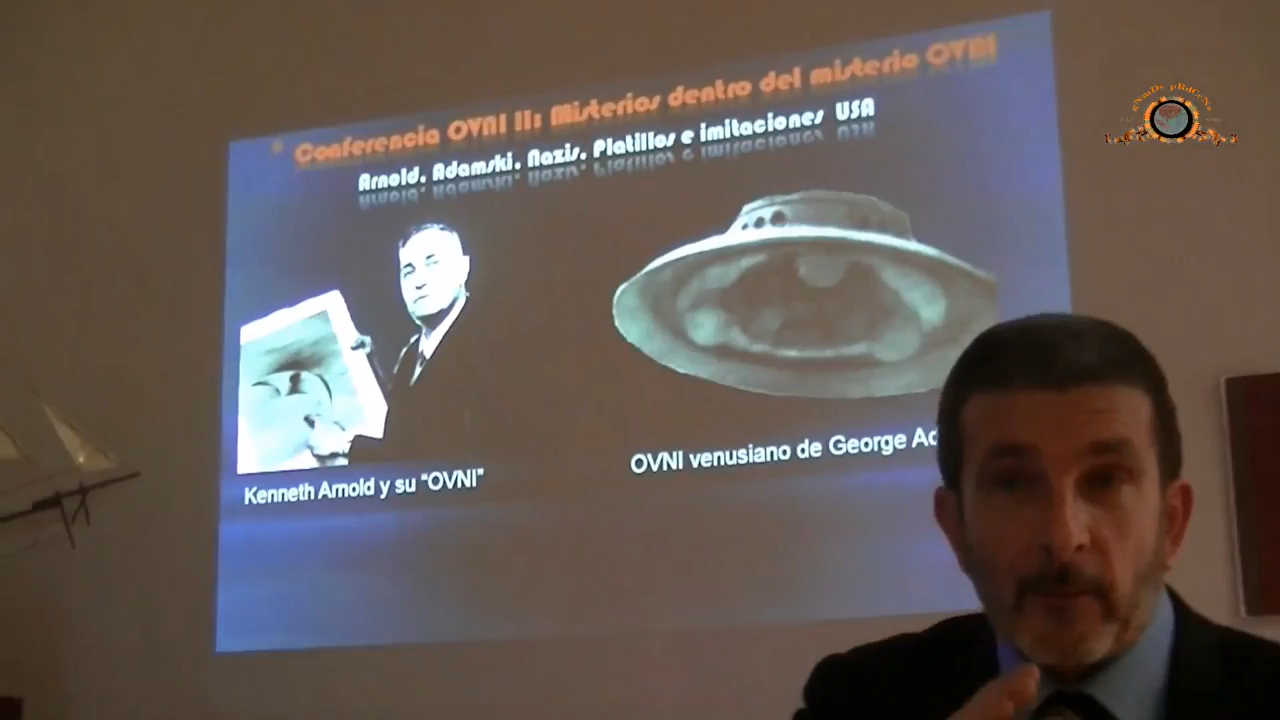 Conferencia OVNI II: Misterios dentro del misterio OVNI
Arnold, Adamski, Nazis, Platillos e imitaciones USA
Kenneth Arnold y su "OVNI"
OVNI venusiano de George